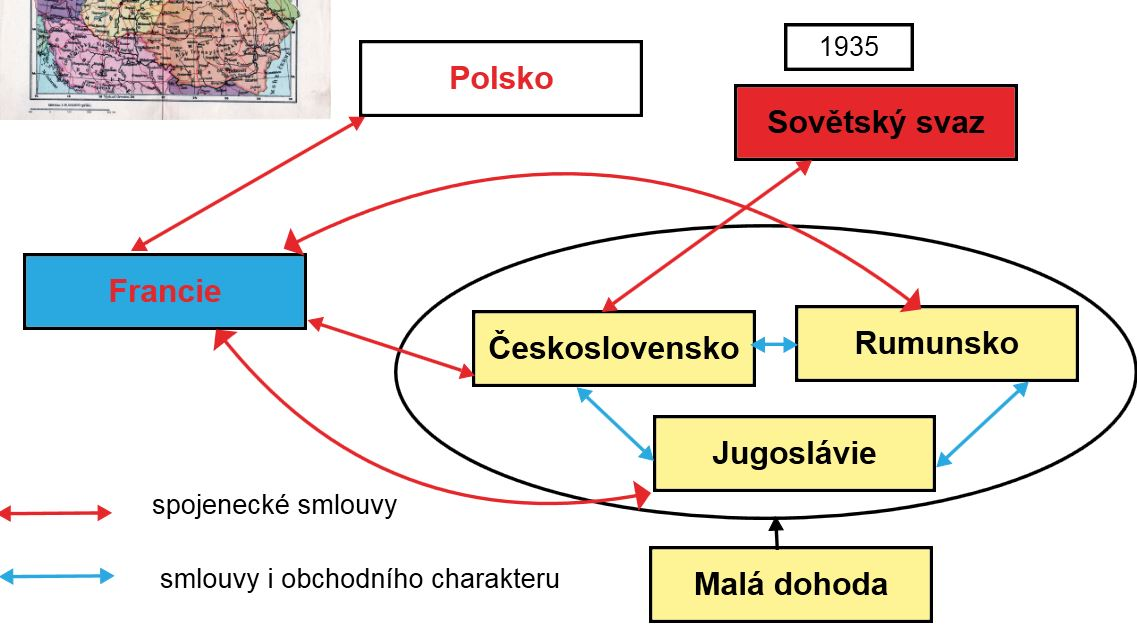 1935
Polsko
Sovětský svaz
Francie
Československo
Rumunsko
Jugoslávie
spojenecké smlouvy
smlouvy i obchodního charakteru
Malá dohoda